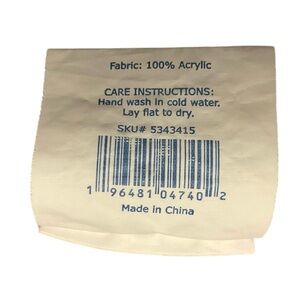 Fabric: 100% Acrylic
CARE INSTRUCTIONS:
Hand wash in cold water.
Lay flat to dry.
SKU# 5343415
1 96481 04740 2
Made in China